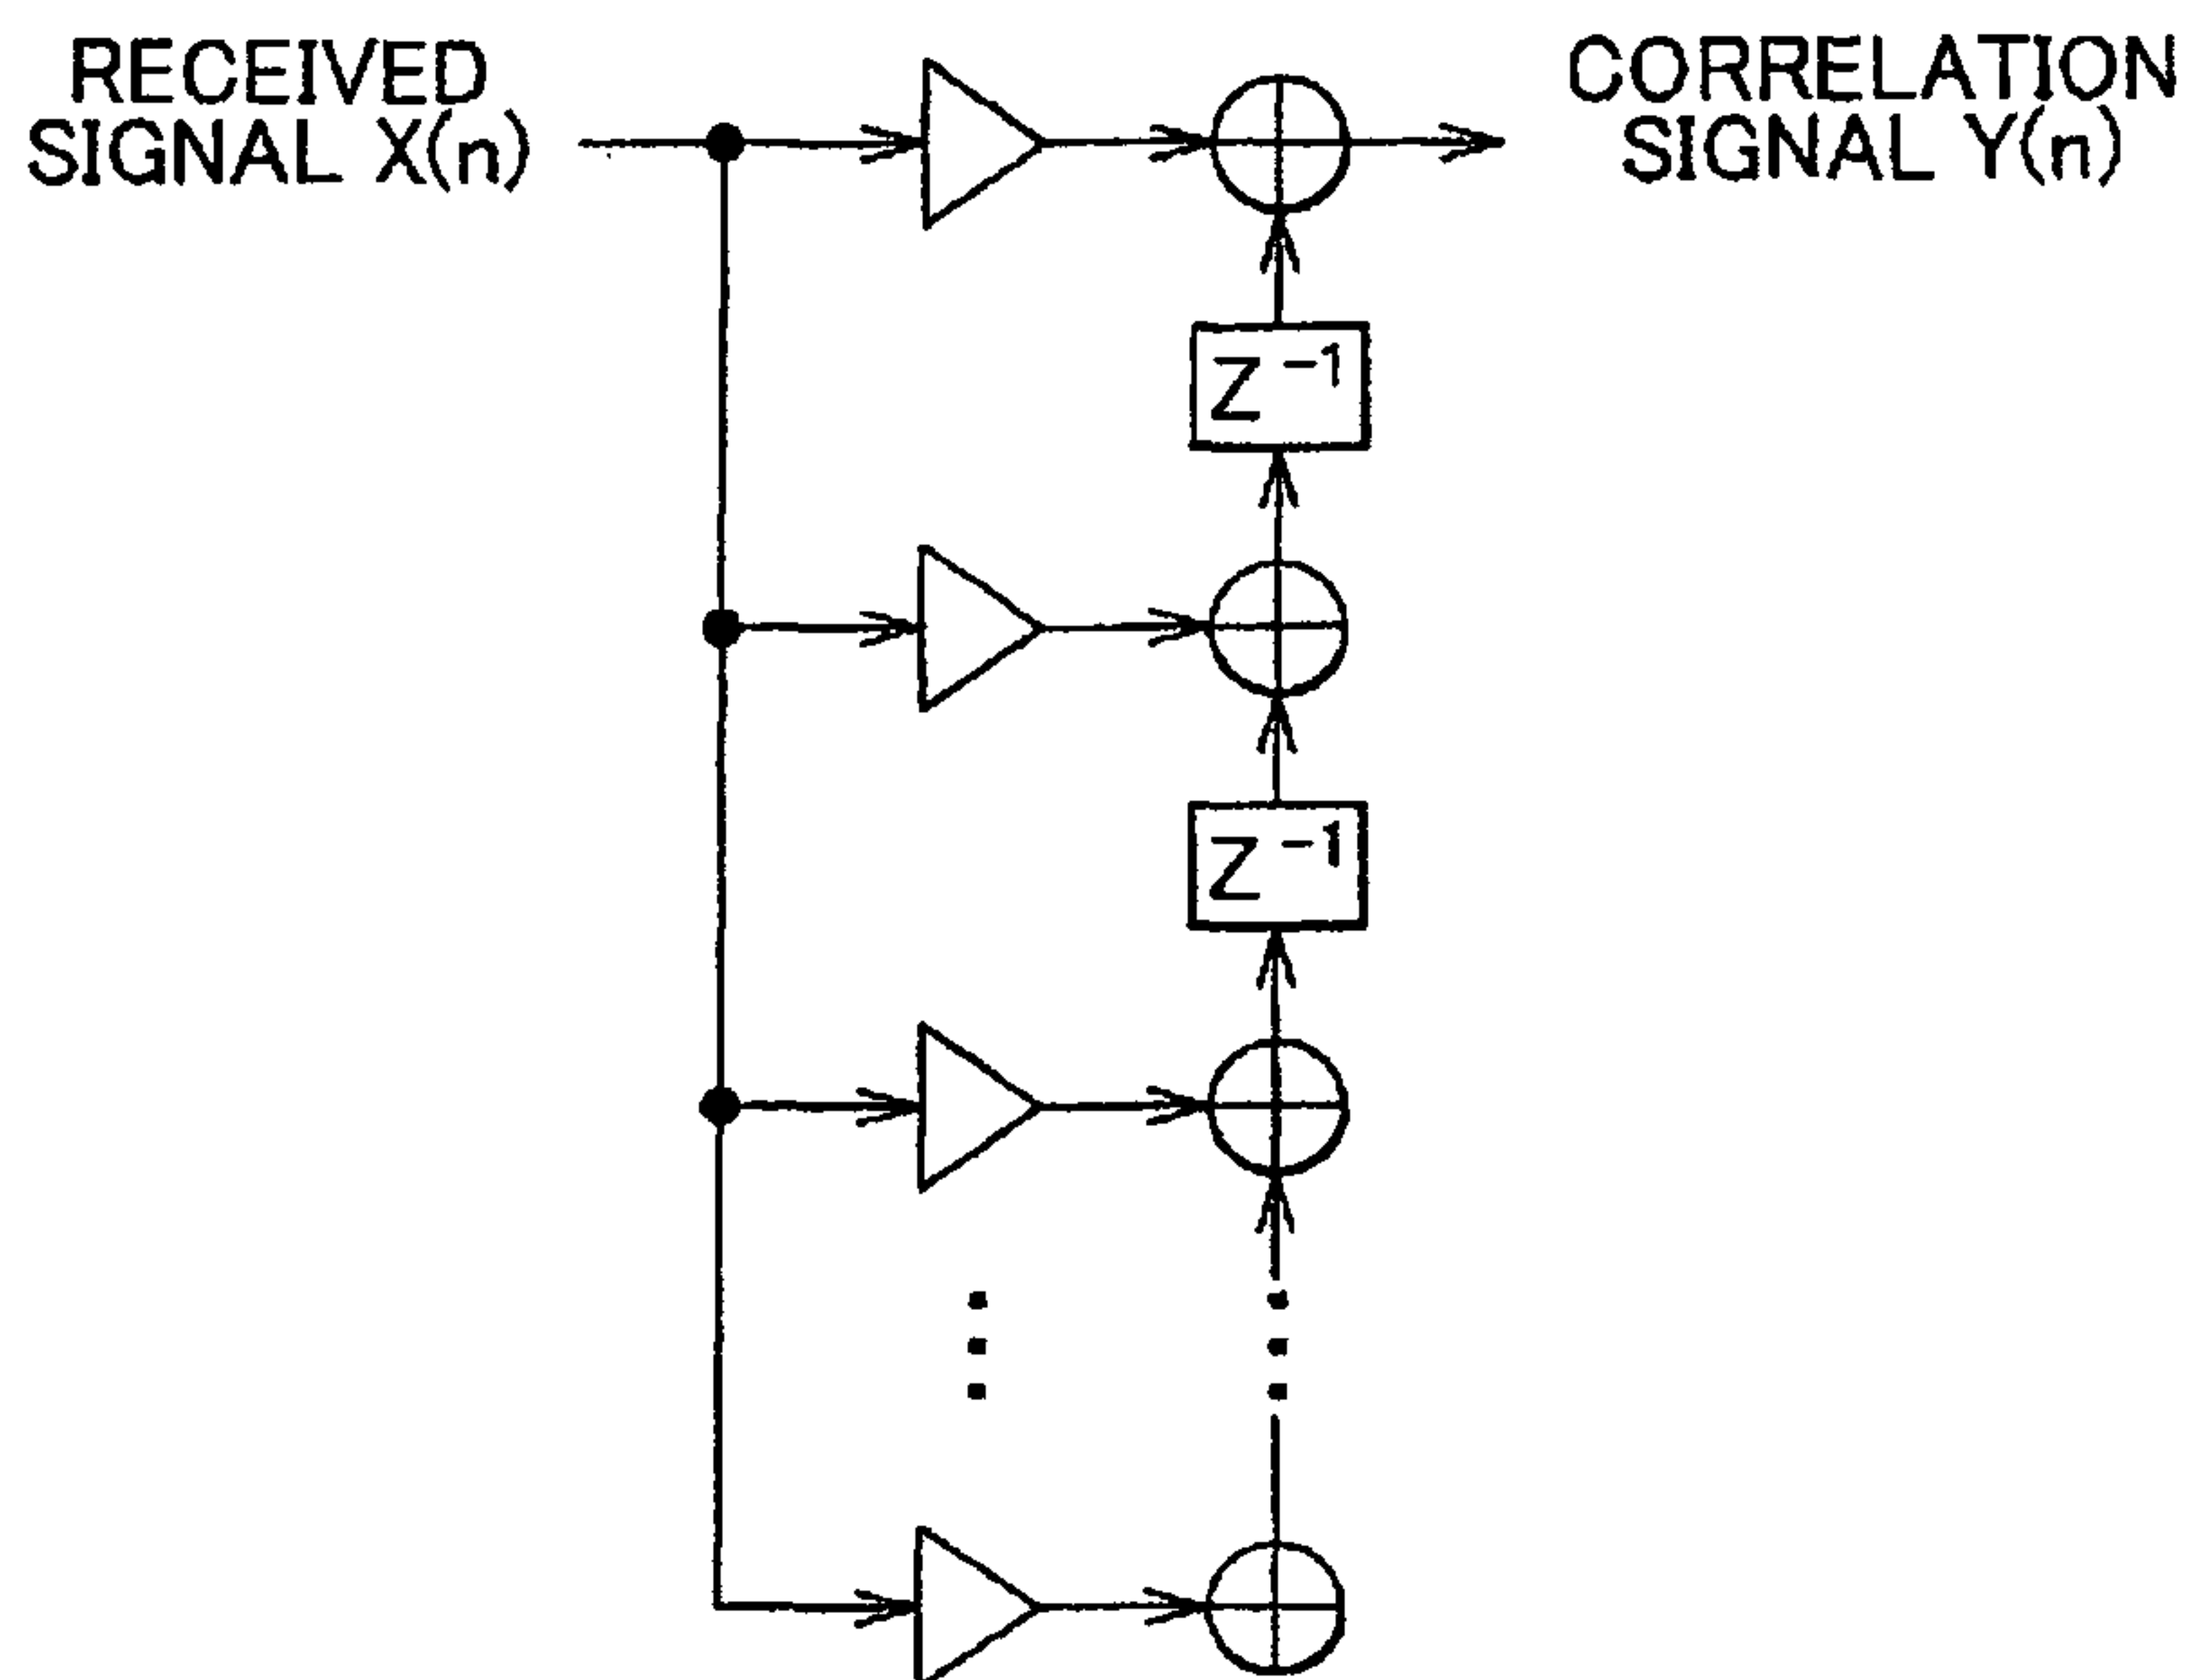 RECEIVED
SIGNAL X(n)
CORRELATION
SIGNAL Y(n)
Z⁻¹
Z⁻¹